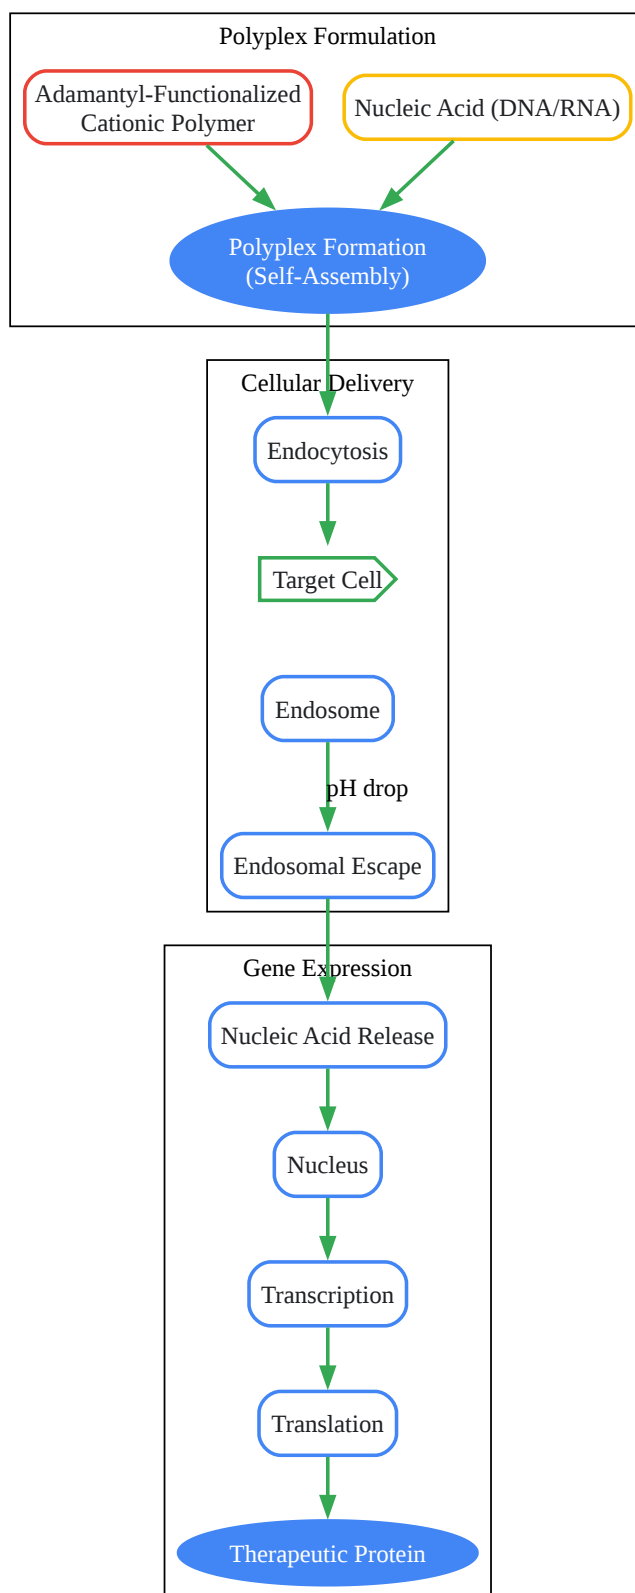 Polyplex Formulation
Adamantyl-Functionalized
Cationic Polymer
Nucleic Acid (DNA/RNA)
Polyplex Formation
(Self-Assembly)
Cellular Delivery
Endocytosis
Target Cell
Endosome
pH drop
Endosomal Escape
Gene Expression
Nucleic Acid Release
Nucleus
Transcription
Translation
Therapeutic Protein